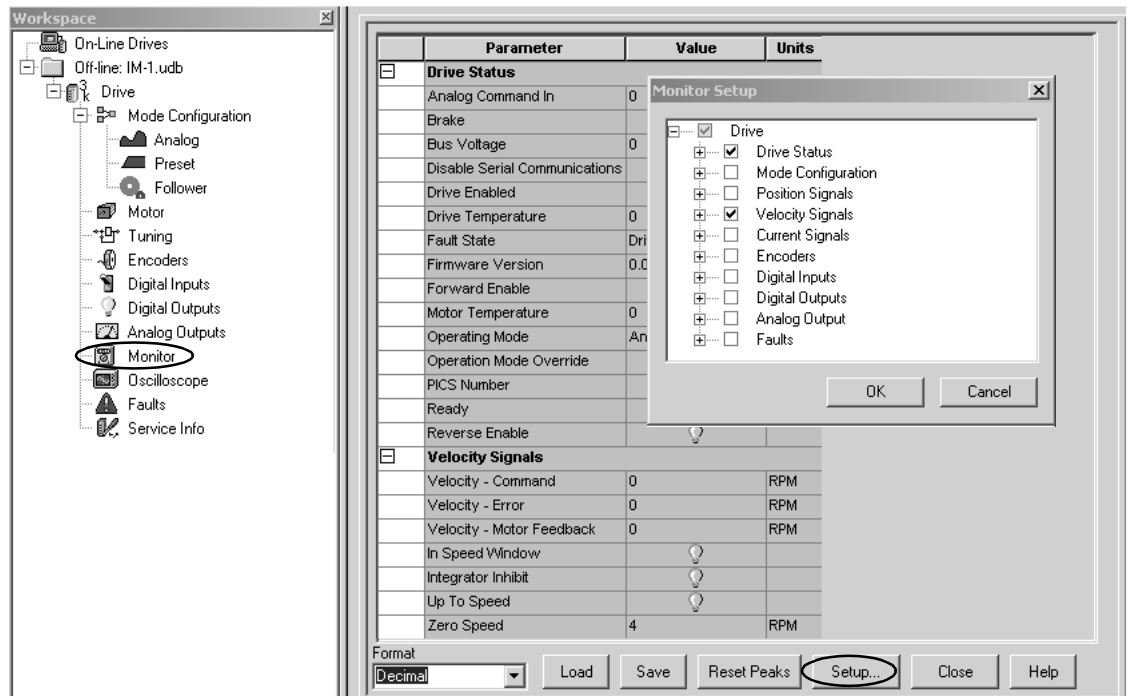 Workspace
On-Line Drives
Off-line: IM-1.udb
Drive
Mode Configuration
Analog
Preset
Follower
Motor
Tuning
Encoders
Digital Inputs
Digital Outputs
Analog Outputs
Monitor
Oscilloscope
Faults
Service Info
Parameter Value Units
Drive Status
Analog Command In 0
Brake
Bus Voltage 0
Disable Serial Communications
Drive Enabled
Drive Temperature 0
Fault State Dri
Firmware Version 0.0
Forward Enable
Motor Temperature 0
Operating Mode An
Operation Mode Override
PICS Number
Ready
Reverse Enable
Velocity Signals
Velocity - Command 0 RPM
Velocity - Error 0 RPM
Velocity - Motor Feedback 0 RPM
In Speed Window
Integrator Inhibit
Up To Speed
Zero Speed 4 RPM
Monitor Setup
Drive
Drive Status
Mode Configuration
Position Signals
Velocity Signals
Current Signals
Encoders
Digital Inputs
Digital Outputs
Analog Output
Faults
OK Cancel
Format
Decimal Load Save Reset Peaks Setup... Close Help